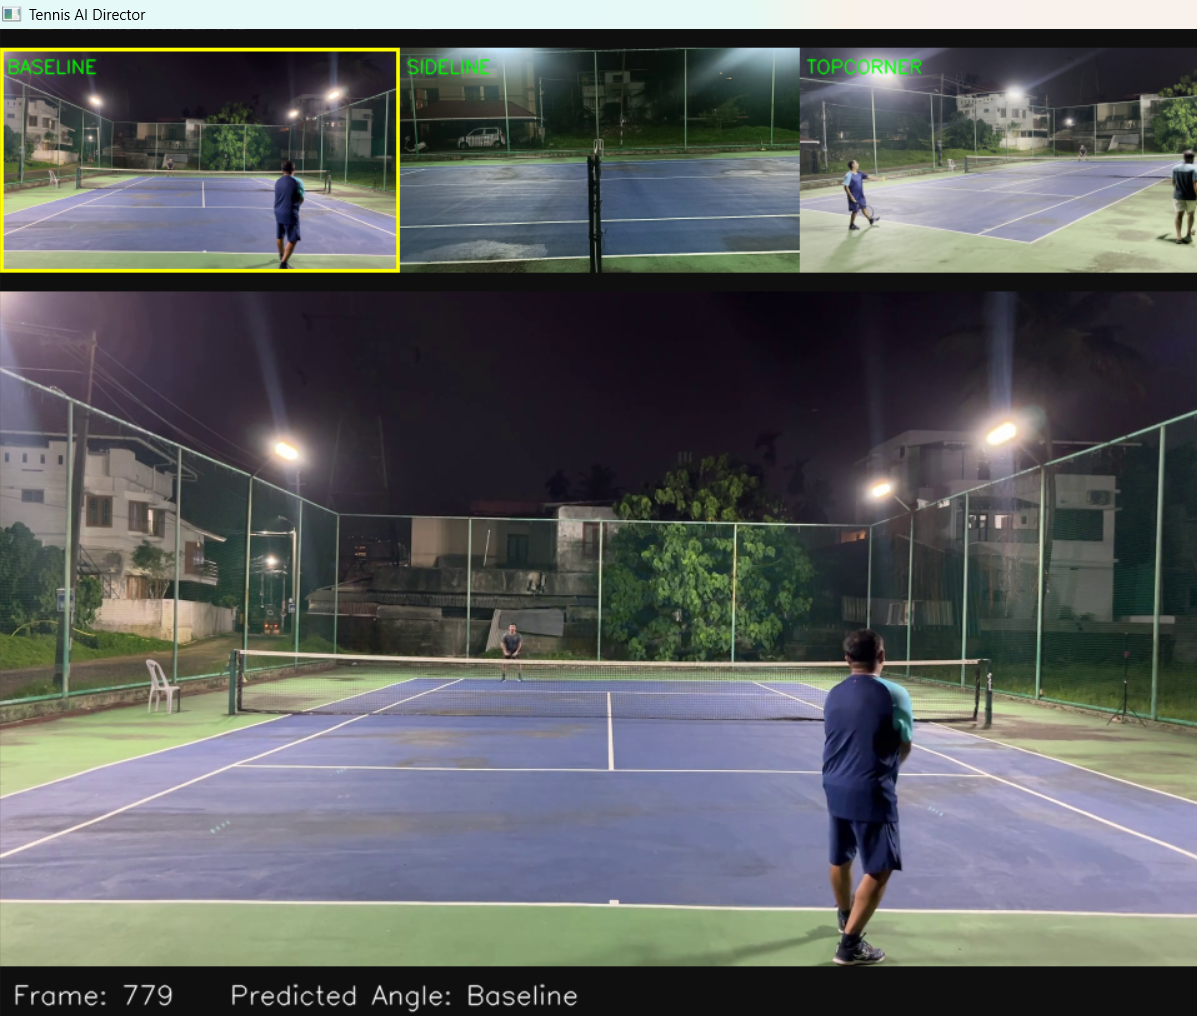 Tennis AI Director
BASELINE
SIDELINE
TOPCORNER
Frame: 779
Predicted Angle: Baseline